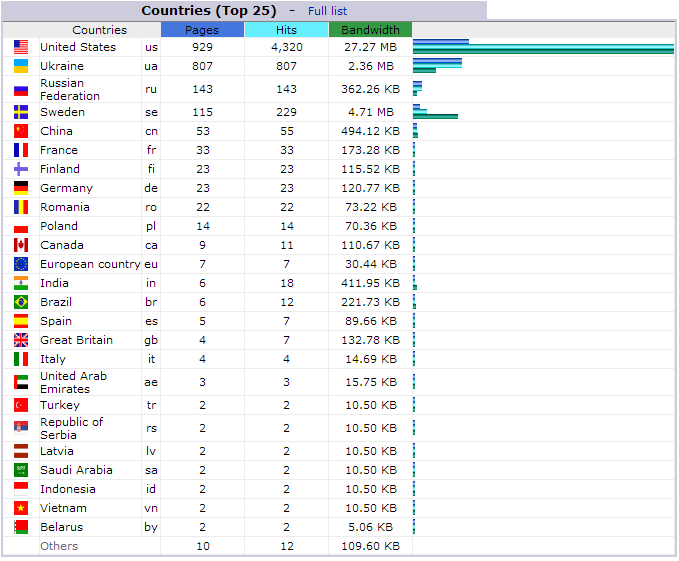 Countries (Top 25) - Full list
Countries Pages Hits Bandwidth
United States us 929 4,320 27.27 MB
Ukraine ua 807 807 2.36 MB
Russian
Federation ru 143 143 362.26 KB
Sweden se 115 229 4.71 MB
China cn 53 55 494.12 KB
France fr 33 33 173.28 KB
Finland fi 23 23 115.52 KB
Germany de 23 23 120.77 KB
Romania ro 22 22 73.22 KB
Poland pl 14 14 70.36 KB
Canada ca 9 11 110.67 KB
European country eu 7 7 30.44 KB
India in 6 18 411.95 KB
Brazil br 6 12 221.73 KB
Spain es 5 7 89.66 KB
Great Britain gb 4 7 132.78 KB
Italy it 4 4 14.69 KB
United Arab
Emirates ae 3 3 15.75 KB
Turkey tr 2 2 10.50 KB
Republic of
Serbia rs 2 2 10.50 KB
Latvia lv 2 2 10.50 KB
Saudi Arabia sa 2 2 10.50 KB
Indonesia id 2 2 10.50 KB
Vietnam vn 2 2 10.50 KB
Belarus by 2 2 5.06 KB
Others 10 12 109.60 KB